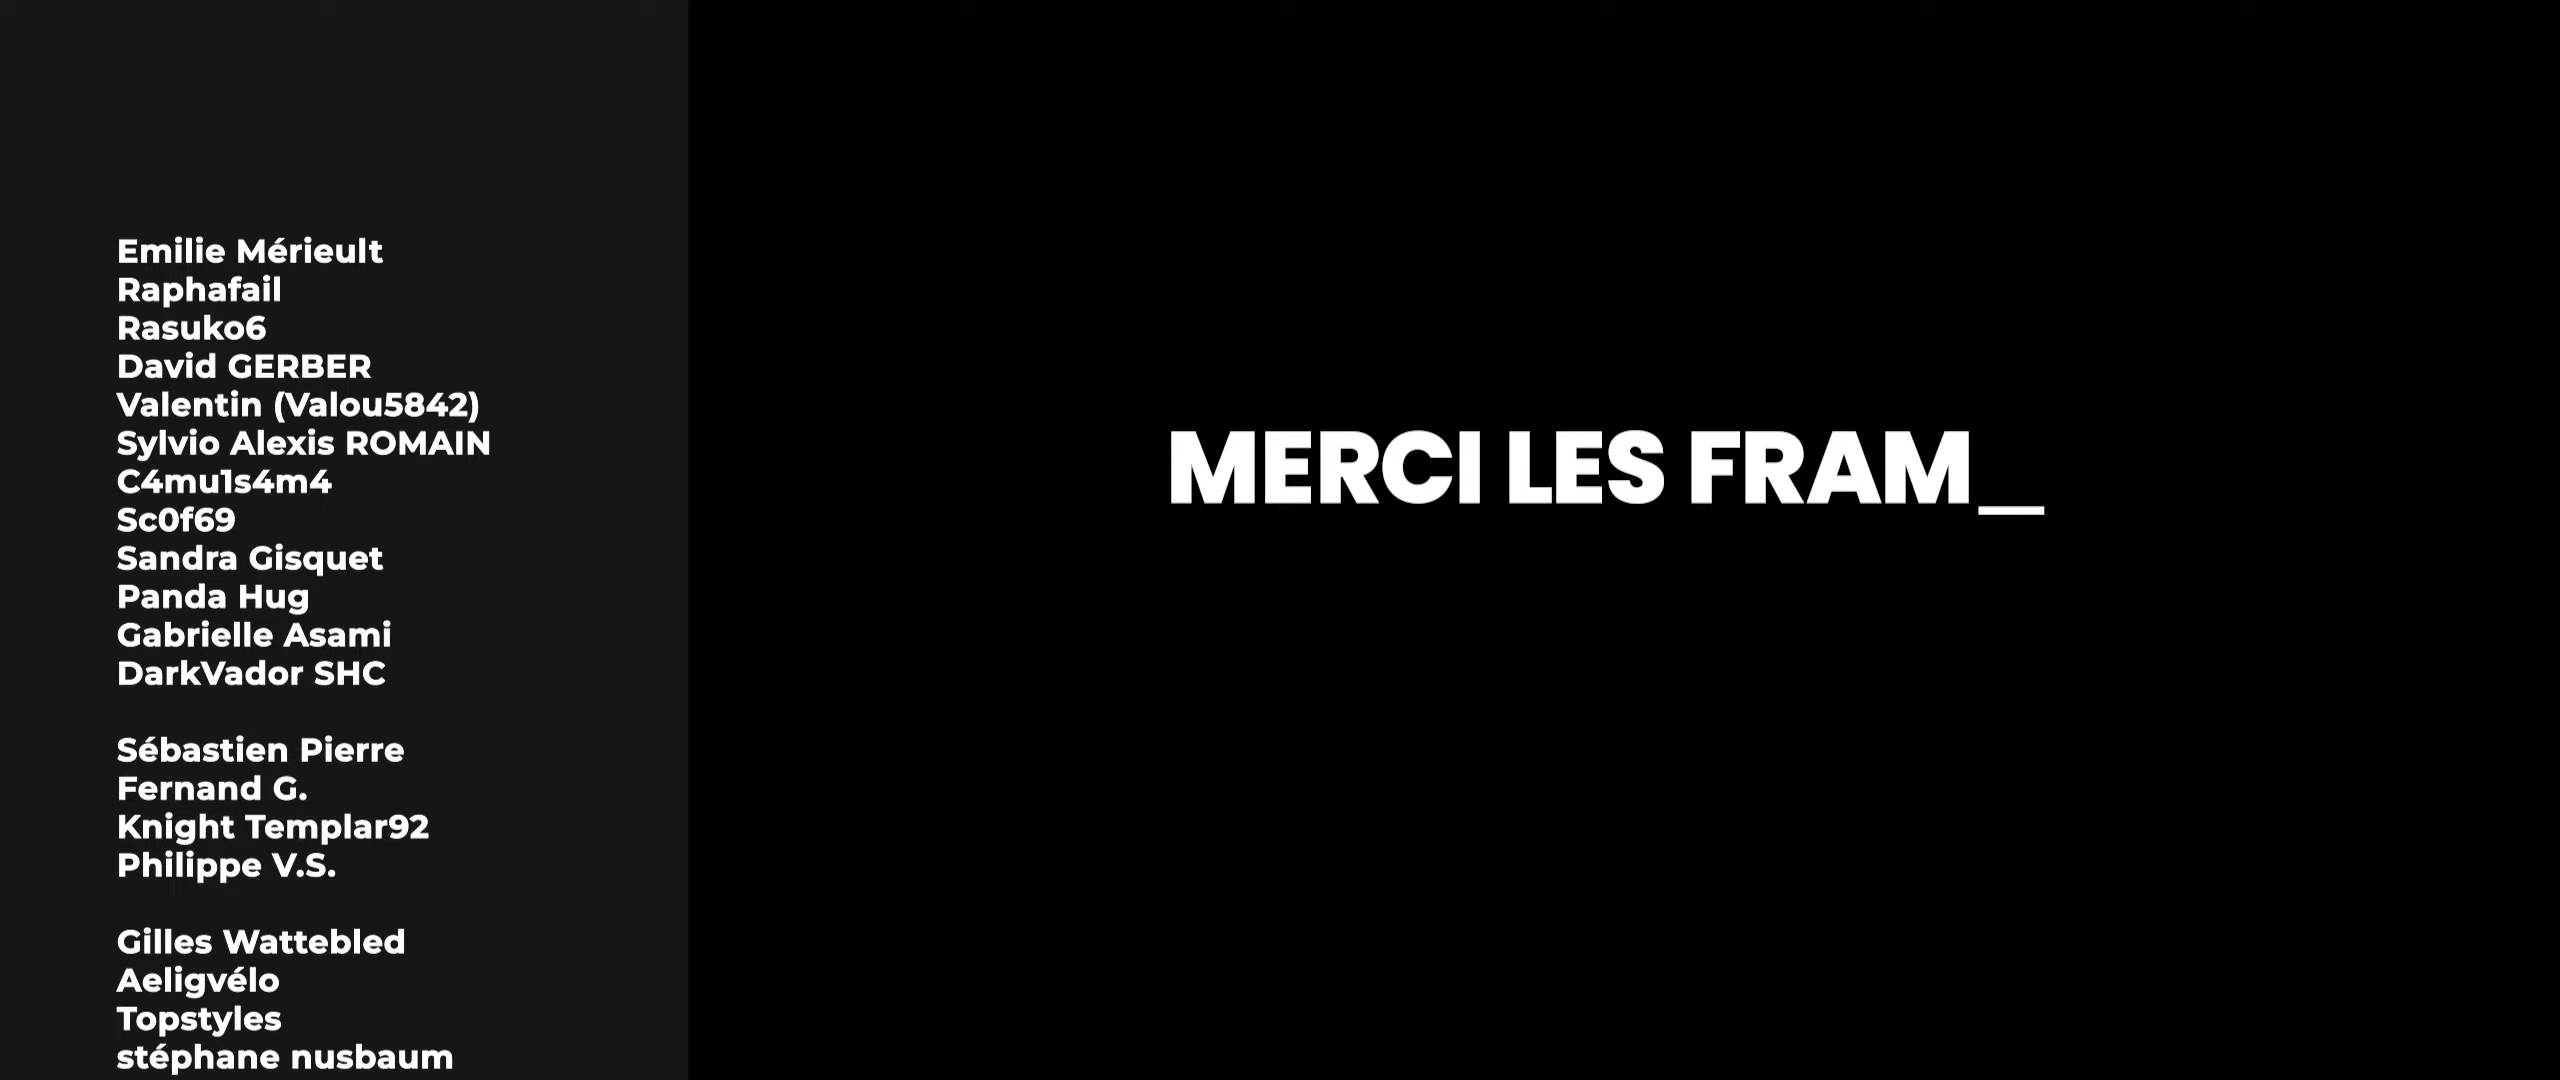 Emilie Mérieult
Raphafail
Rasuko6
David GERBER
Valentin (Valou5842)
Sylvio Alexis ROMAIN
C4mu1s4m4
Sc0f69
Sandra Gisquet
Panda Hug
Gabrielle Asami
DarkVador SHC
Sébastien Pierre
Fernand G.
Knight Templar92
Philippe V.S.
Gilles Wattebled
Aeligvélo
Topstyles
stéphane nusbaum
MERCI LES FRAM_